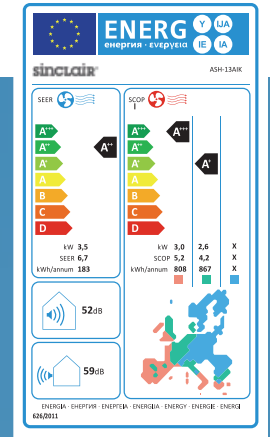 ENERG Y IJA
енергия · ενεργεια IE IA
sinclair ASH-13AIK
SEER SCOP
A+++ A+++ A+++
A++ A++ A++
A+ A+ A+
A A
B B
C C
D D
kW 3,5 kW 3,0 2,6 X
SEER 6,7 SCOP 5,2 4,2 X
kWh/annum 183 kWh/annum 808 867 X
52dB
59dB
ENERGIA · ЕНЕРГИЯ · ΕΝΕΡΓΕΙΑ · ENERGIJA · ENERGY · ENERGIE · ENERGI
626/2011